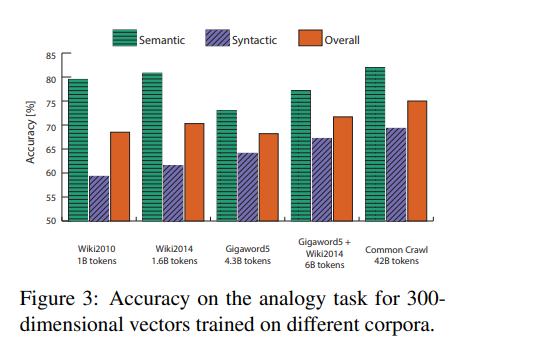 Semantic Syntactic Overall
85
80
75
70
65
60
55
50
Accuracy [%]
Wiki2010
1B tokens
Wiki2014
1.6B tokens
Gigaword5
4.3B tokens
Gigaword5 +
Wiki2014
6B tokens
Common Crawl
42B tokens
Figure 3: Accuracy on the analogy task for 300-
dimensional vectors trained on different corpora.